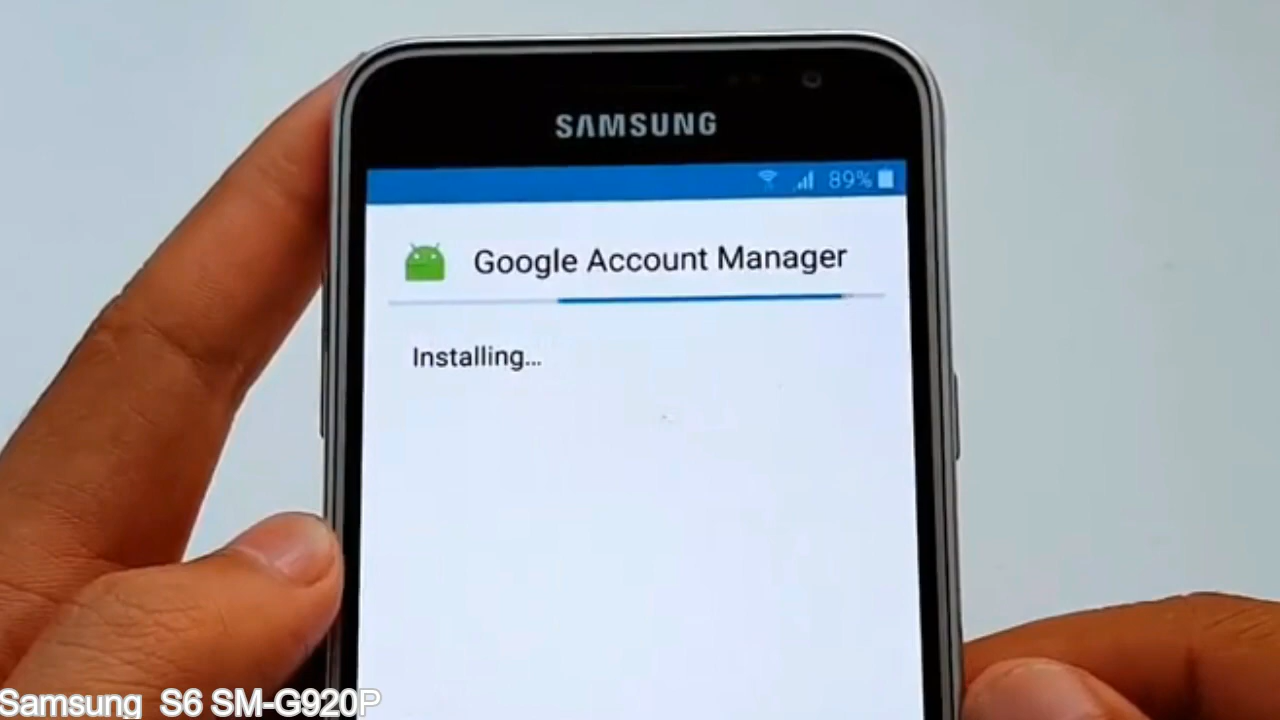 SAMSUNG
89%
Google Account Manager
Installing...
Samsung S6 SM-G920P